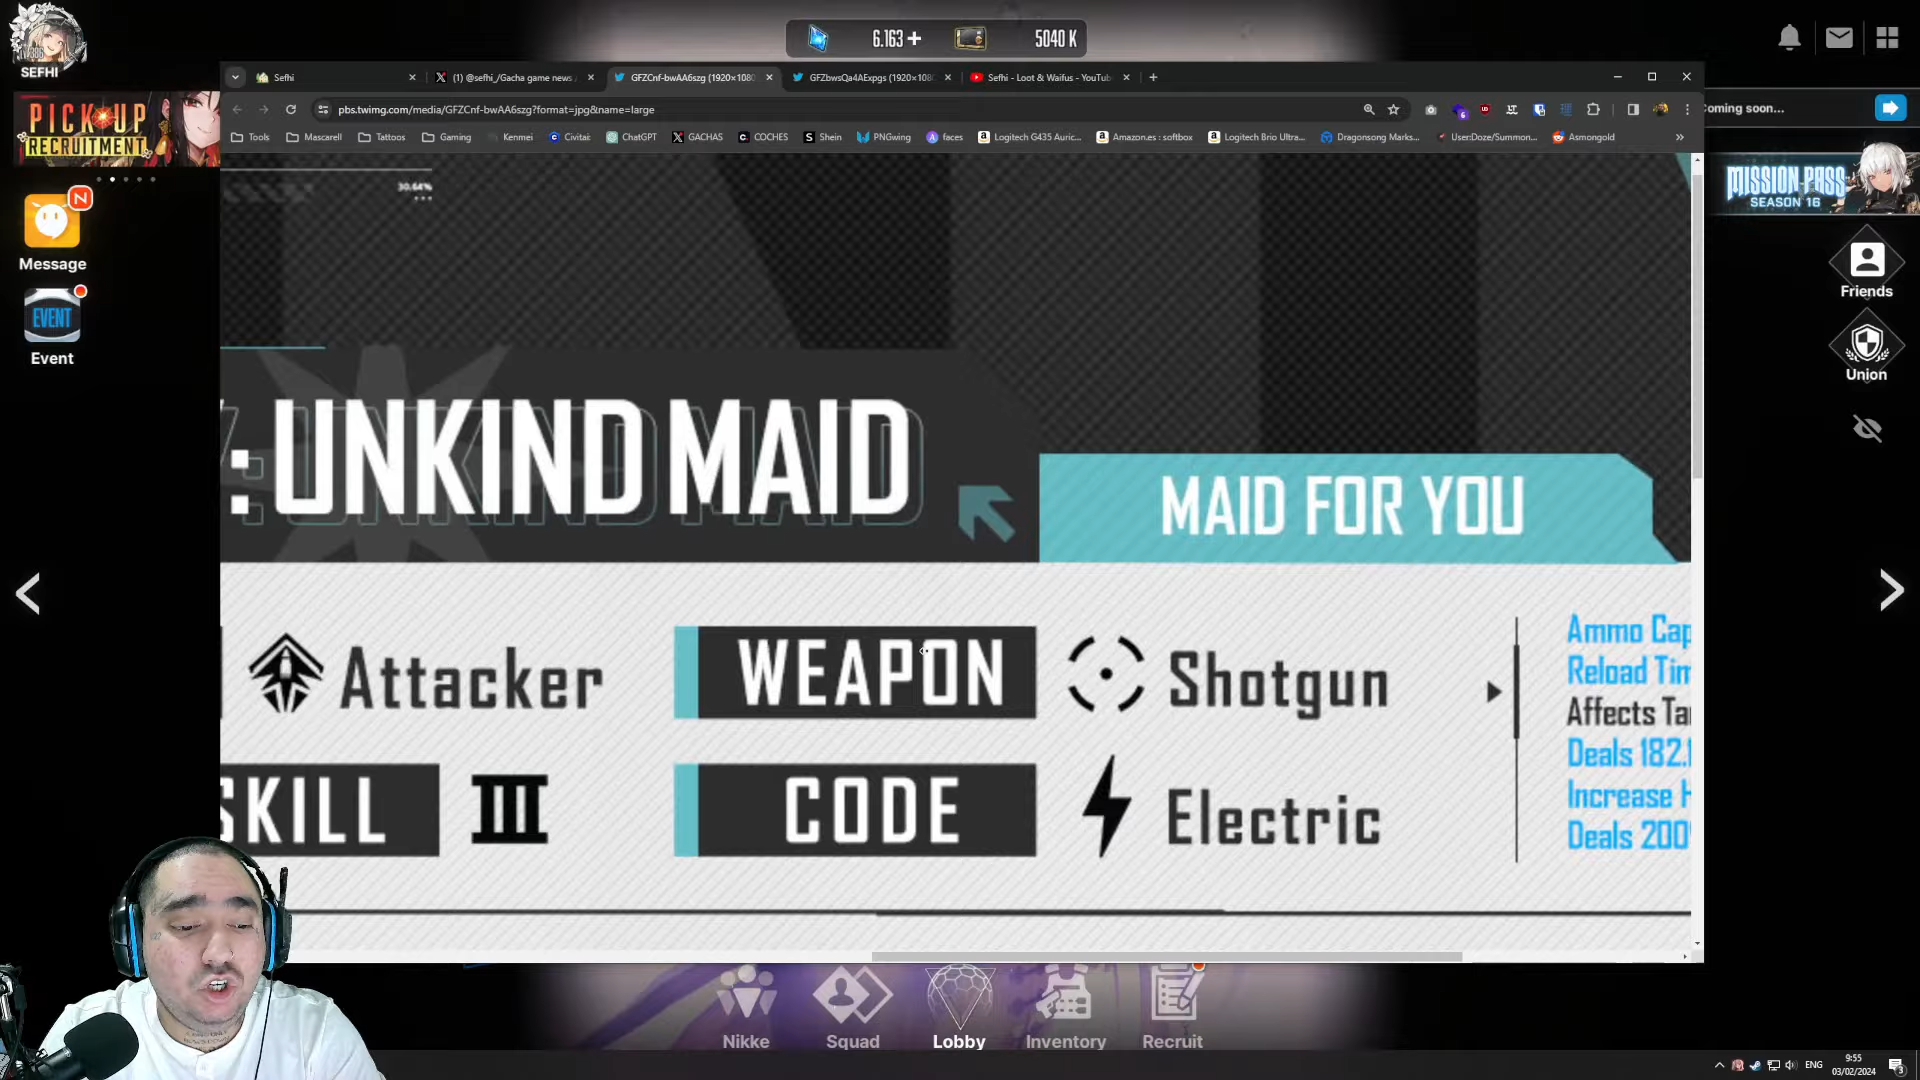 SEFHI
6.163 +
5040 K
Sefhi
(1) @sefhi_/Gacha game news
GFZCnf-bwAA6szg (1920×1080
GFZbwsQa4AExpgs (1920×1080
Sefhi - Loot & Waifus - YouTub
pbs.twimg.com/media/GFZCnf-bwAA6szg?format=jpg&name=large
Coming soon...
Tools
Mascarell
Tattoos
Gaming
Kenmei
Civitai:
ChatGPT
GACHAS
COCHES
Shein
PNGwing
faces
Logitech G435 Auric...
Amazon.es : softbox
Logitech Brio Ultra...
Dragonsong Marks...
User:Doze/Summon...
Asmongold
PICK UP
RECRUITMENT
MISSION PASS
SEASON 16
30.64%
N
Message
EVENT
Event
Friends
Union
: UNKIND MAID
MAID FOR YOU
Attacker
WEAPON
Shotgun
SKILL
III
CODE
Electric
Ammo Cap
Reload Tim
Affects Ta
Deals 182.
Increase H
Deals 200
Nikke
Squad
Lobby
Inventory
Recruit
ENG
9:55
03/02/2024